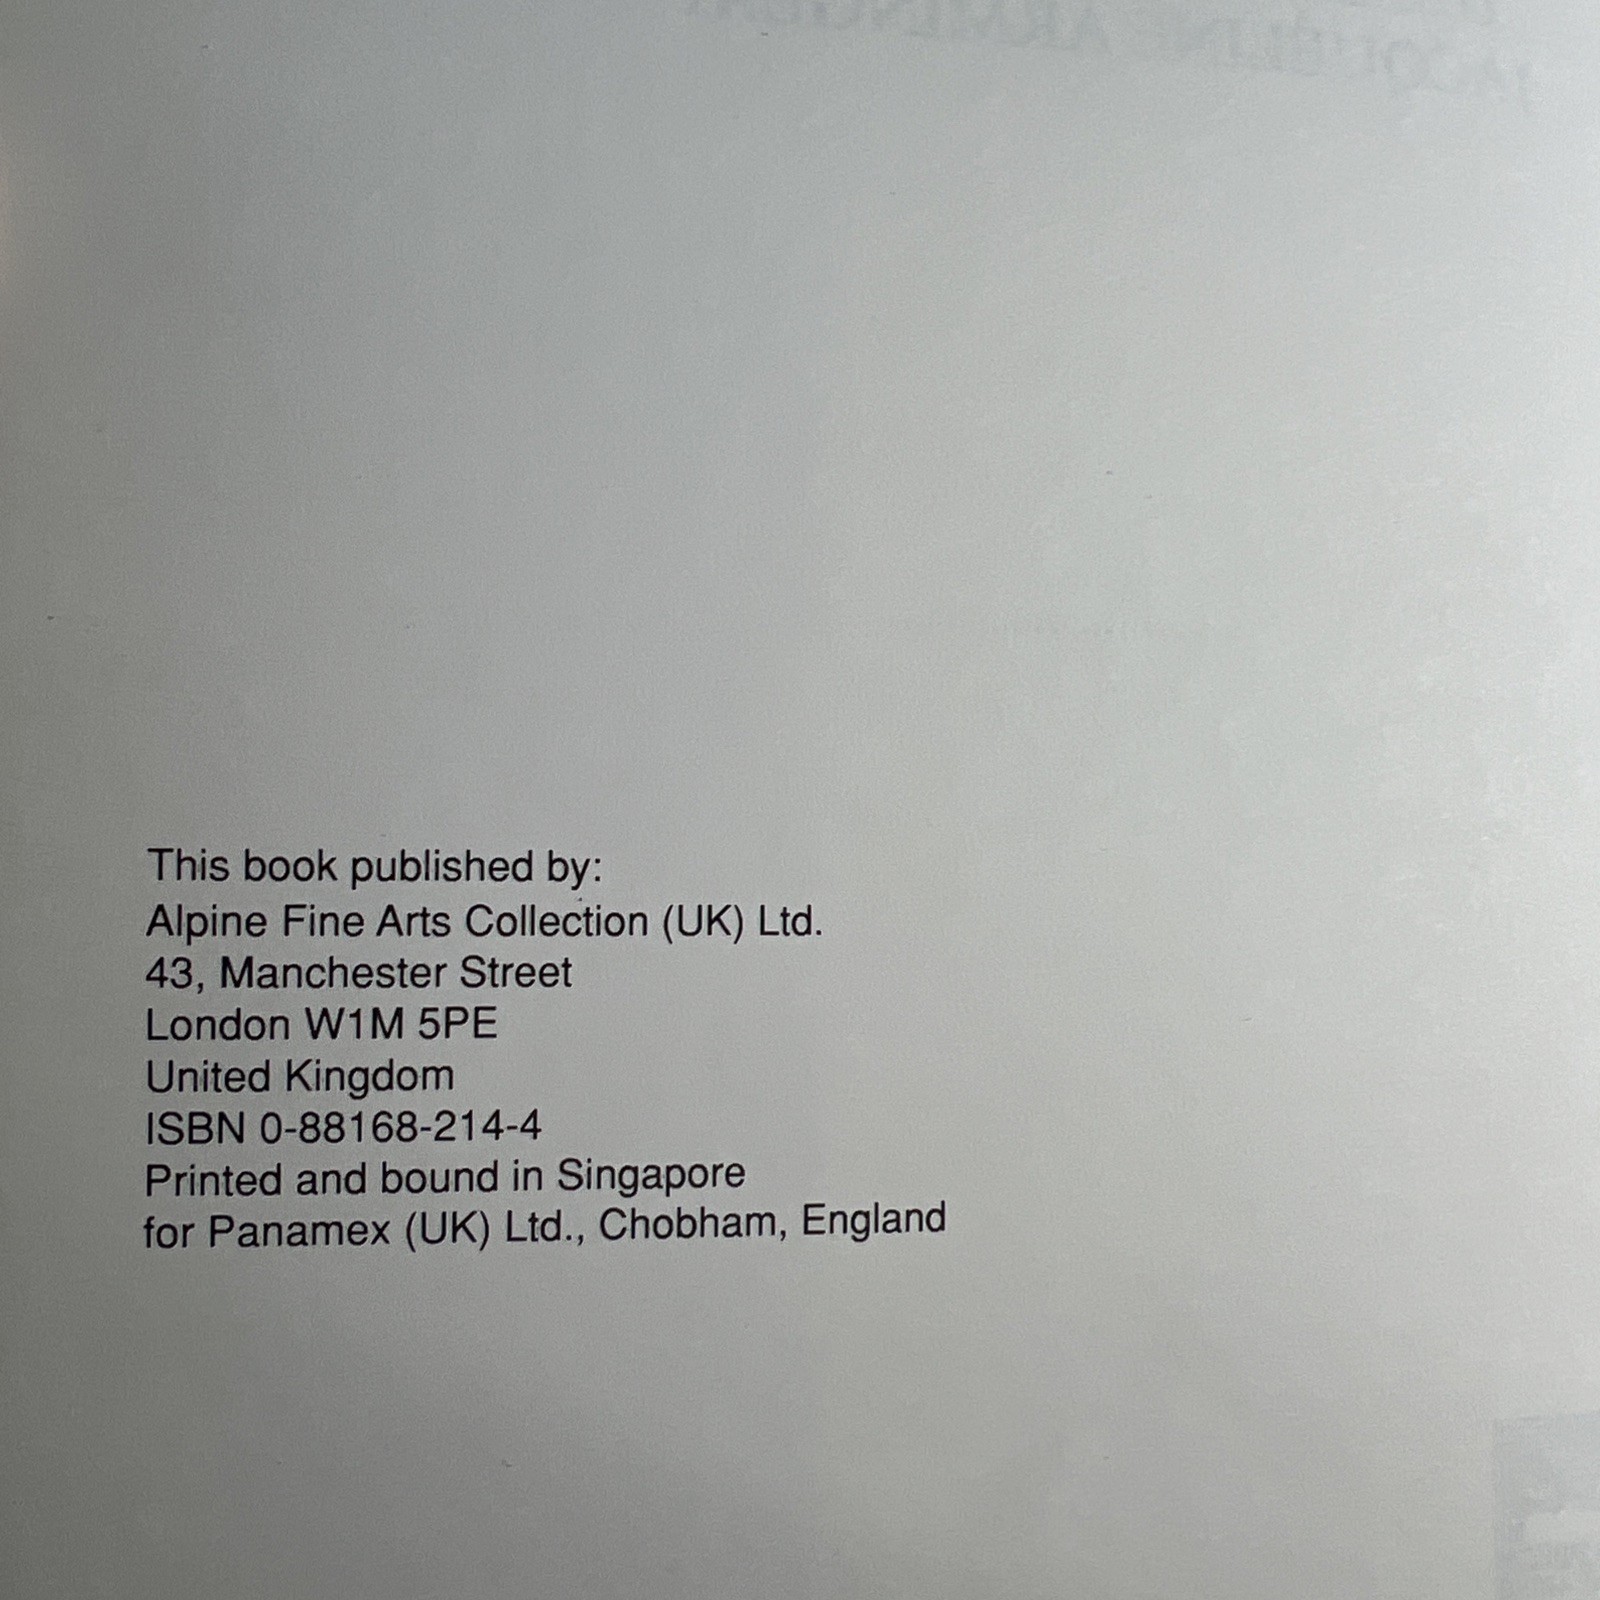 This book published by:
Alpine Fine Arts Collection (UK) Ltd.
43, Manchester Street
London W1M 5PE
United Kingdom
ISBN 0-88168-214-4
Printed and bound in Singapore
for Panamex (UK) Ltd., Chobham, England